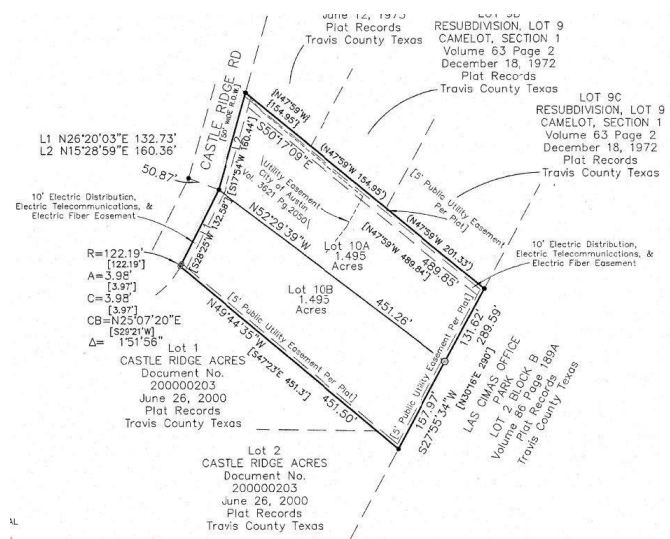 June 12, 1973
Plat Records
Travis County Texas
LOT 9B
RESUBDIVISION, LOT 9
CAMELOT, SECTION 1
Volume 63 Page 2
December 18, 1972
Plat Records
Travis County Texas
LOT 9C
RESUBDIVISION, LOT 9
CAMELOT, SECTION 1
Volume 63 Page 2
December 18, 1972
Plat Records
Travis County Texas
CASTLE RIDGE RD
[50' WIDE R.O.W.]
L1 N26°20'03"E 132.73'
L2 N15°28'59"E 160.36'
50.87'
[N47°59'W]
[154.95']
S50°17'09"E
(N47°59'W 154.95')
[5' Public Utility Easement
Per Plat]
(N47°59'W 201.33')
[S17°54'W 160.44']
\Utility Easement\
City of Austin
Vol. 3621 Pg.2050\
[N47°59'W 489.84']
489.85'
10' Electric Distribution,
Electric Telecommunications, &
Electric Fiber Easement
10' Electric Distribution,
Electric Telecommunications, &
Electric Fiber Easement
[S28°25'W 132.59']
N52°29'39"W
451.26'
Lot 10A
1.495
Acres
Lot 10B
1.495
Acres
R=122.19'
[122.19']
A=3.98'
[3.97']
C=3.98'
[3.97']
CB=N25°07'20"E
[S29°21'W]
Δ= 1°51'56"
[5' Public Utility Easement Per Plat]
N49°44'35"W
[S47°23'E 451.3']
451.50'
[5' Public Utility Easement Per Plat]
131.62'
289.59'
157.97'
S27°55'34"W
[N30°16'E 290']
LAS CIMAS OFFICE
PARK
LOT 2 BLOCK B
Volume 86 Page 189A
Plat Records
Travis County Texas
Lot 1
CASTLE RIDGE ACRES
Document No.
200000203
June 26, 2000
Plat Records
Travis County Texas
Lot 2
CASTLE RIDGE ACRES
Document No.
200000203
June 26, 2000
Plat Records
Travis County Texas
AL